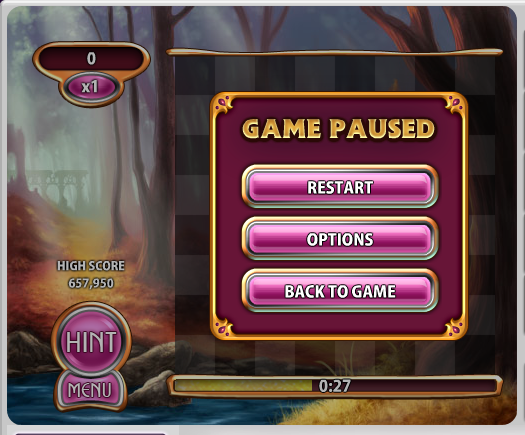 0
x1
GAME PAUSED
RESTART
OPTIONS
BACK TO GAME
HIGH SCORE
657,950
HINT
MENU
0:27